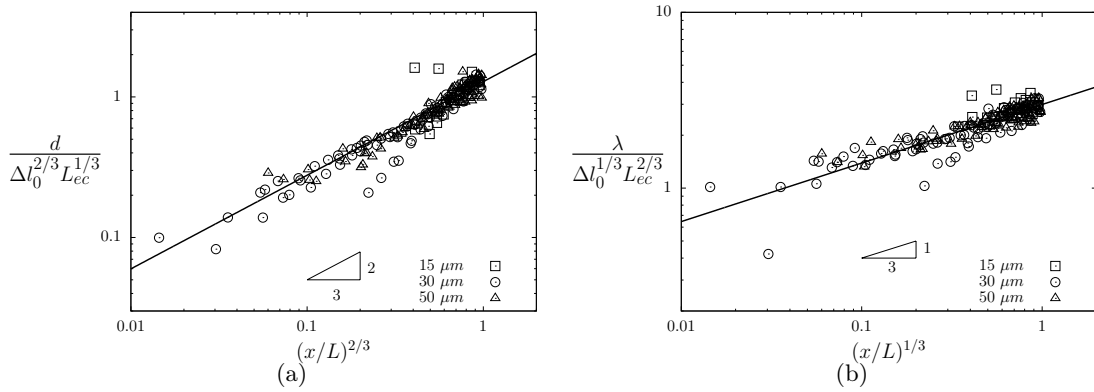 1
0.1
0.01
0.1
1
d
Δl_0^{2/3} L_{ec}^{1/3}
2
3
15 μm
30 μm
50 μm
(x/L)^{2/3}
(a)
10
1
0.01
0.1
1
λ
Δl_0^{1/3} L_{ec}^{2/3}
1
3
15 μm
30 μm
50 μm
(x/L)^{1/3}
(b)